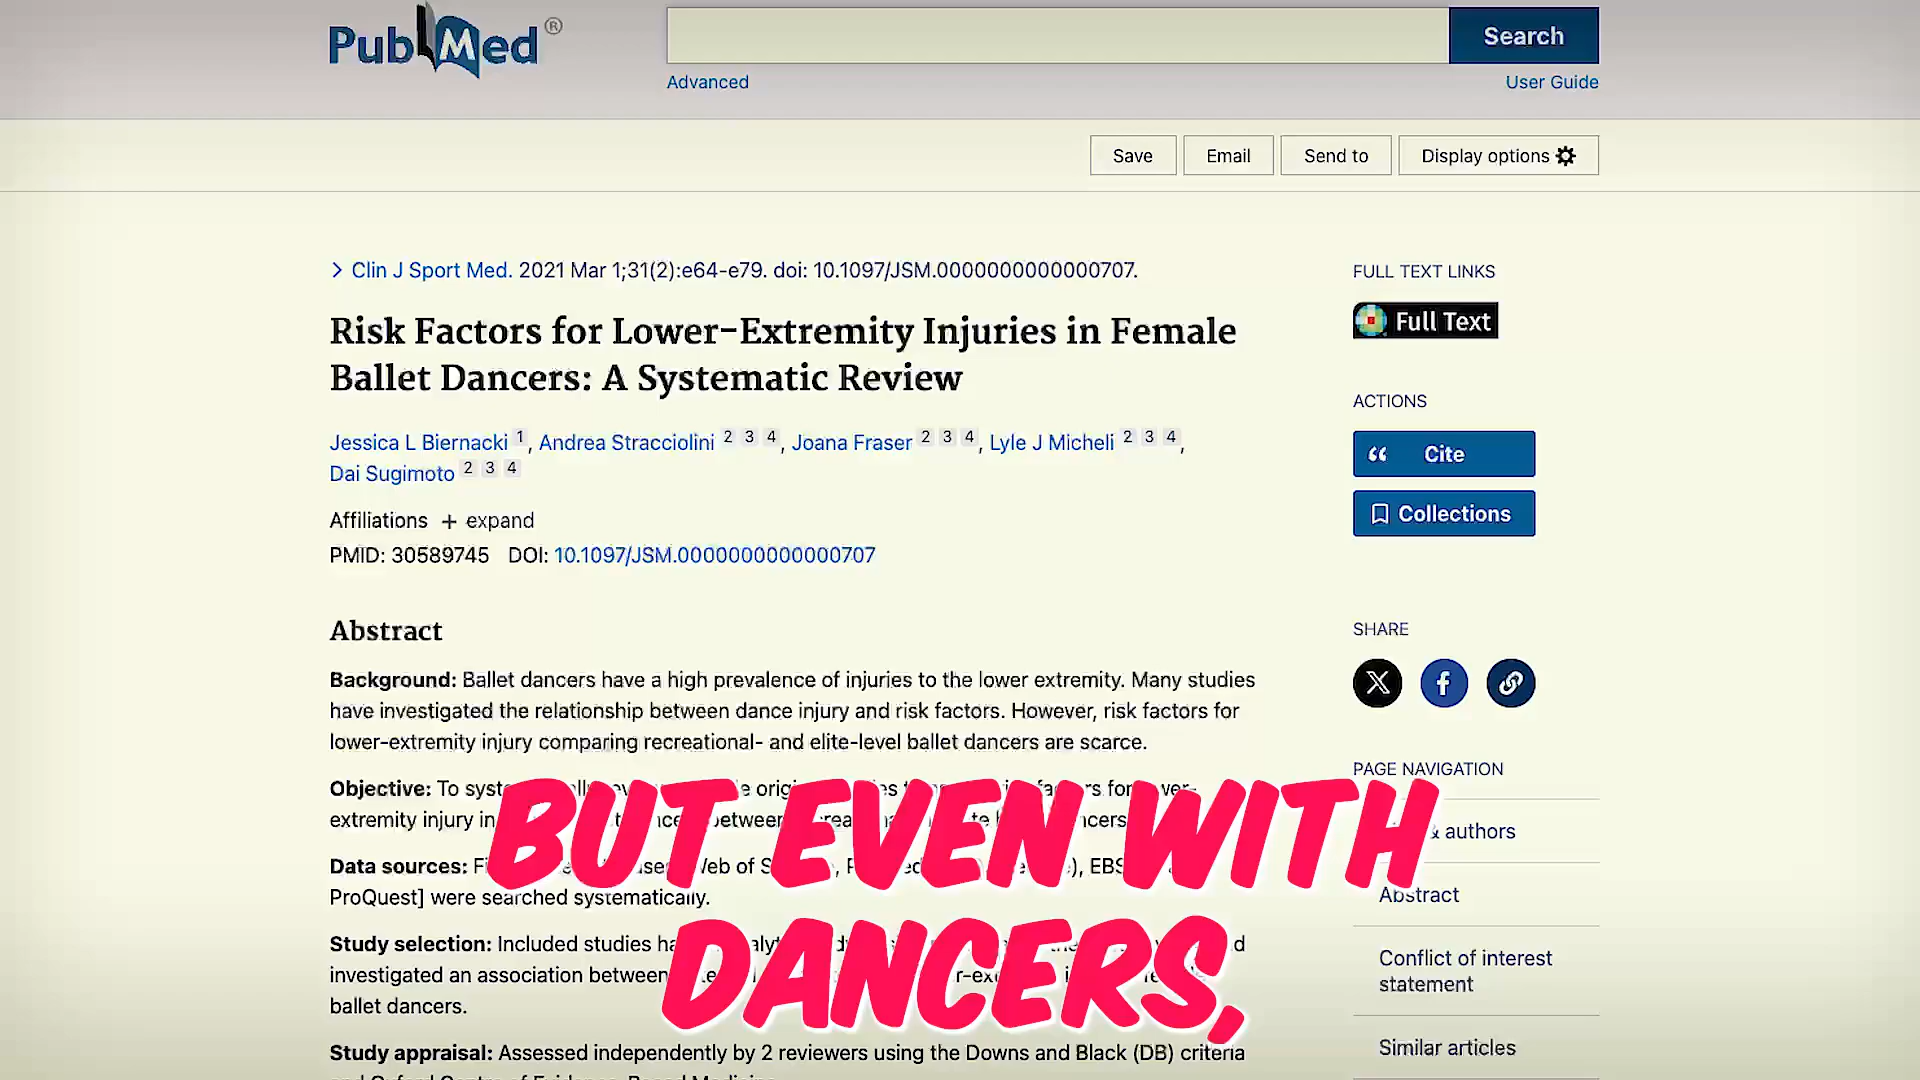 PubMed®
Search
Advanced
User Guide
Save
Email
Send to
Display options
Clin J Sport Med. 2021 Mar 1;31(2):e64-e79. doi: 10.1097/JSM.0000000000000707.
Risk Factors for Lower-Extremity Injuries in Female
Ballet Dancers: A Systematic Review
Jessica L Biernacki 1, Andrea Stracciolini 2 3 4, Joana Fraser 2 3 4, Lyle J Micheli 2 3 4,
Dai Sugimoto 2 3 4
Affiliations + expand
PMID: 30589745 DOI: 10.1097/JSM.0000000000000707
Abstract
Background: Ballet dancers have a high prevalence of injuries to the lower extremity. Many studies
have investigated the relationship between dance injury and risk factors. However, risk factors for
lower-extremity injury comparing recreational- and elite-level ballet dancers are scarce.
Objective: To
extremity injury in between
Data sources: Web of
ProQuest] were searched systematically.
Study selection: Included studies
investigated an association between
ballet dancers.
Study appraisal: Assessed independently by 2 reviewers using the Downs and Black (DB) criteria
BUT EVEN WITH
DANCERS,
FULL TEXT LINKS
Full Text
ACTIONS
Cite
Collections
SHARE
PAGE NAVIGATION
& authors
Abstract
Conflict of interest
statement
Similar articles